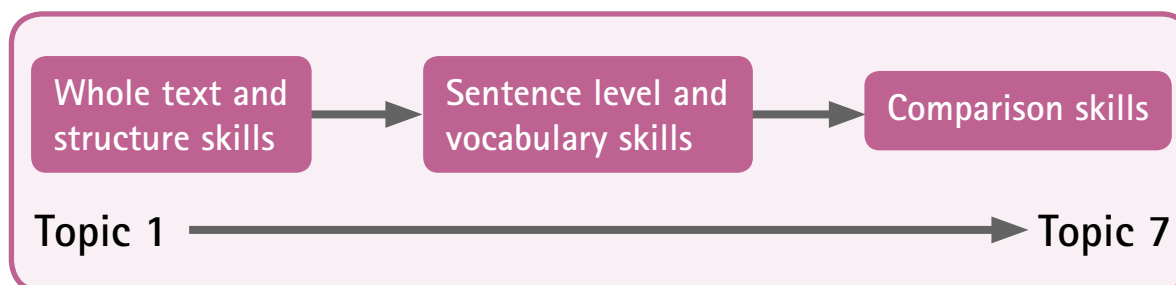 Whole text and
structure skills
Sentence level and
vocabulary skills
Comparison skills
Topic 1
Topic 7